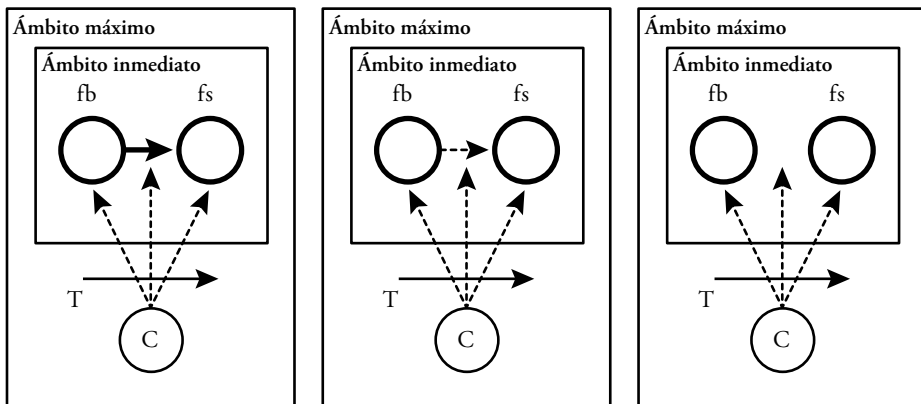 Ámbito máximo
Ámbito inmediato
fb fs
T
C
Ámbito máximo
Ámbito inmediato
fb fs
T
C
Ámbito máximo
Ámbito inmediato
fb fs
T
C